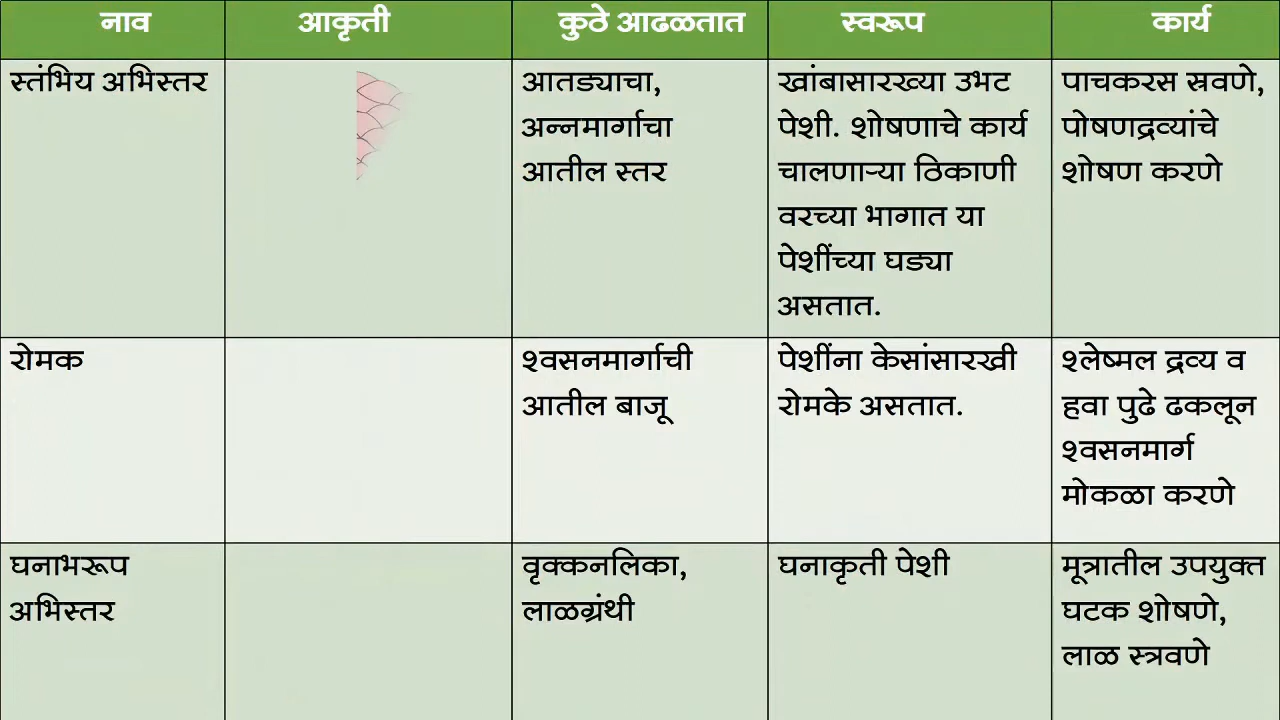 नाव आकृती कुठे आढळतात स्वरूप कार्य
स्तंभिय अभिस्तर
आतड्याचा,
अन्नमार्गाचा
आतील स्तर
खांबासारख्या उभट
पेशी. शोषणाचे कार्य
चालणाऱ्या ठिकाणी
वरच्या भागात या
पेशींच्या घड्या
असतात.
पाचकरस स्रवणे,
पोषणद्रव्यांचे
शोषण करणे
रोमक
श्वसनमार्गाची
आतील बाजू
पेशींना केसांसारखी
रोमके असतात.
श्लेष्मल द्रव्य व
हवा पुढे ढकलून
श्वसनमार्ग
मोकळा करणे
घनाभरूप
अभिस्तर
वृक्कनलिका,
लाळग्रंथी
घनाकृती पेशी
मूत्रातील उपयुक्त
घटक शोषणे,
लाळ स्त्रवणे